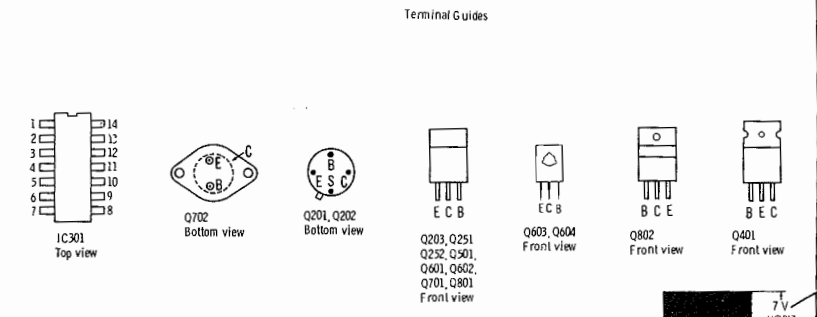 Terminal Guides
1 14
2 13
3 12
4 11
5 10
6 9
7 8
IC301
Top view
E
C
B
Q702
Bottom view
B
E S C
Q201, Q202
Bottom view
E C B
Q203, Q251
Q252, Q501,
Q601, Q602,
Q701, Q801
Front view
E C B
Q603, Q604
Front view
B C E
Q802
Front view
B E C
Q401
Front view
7 V